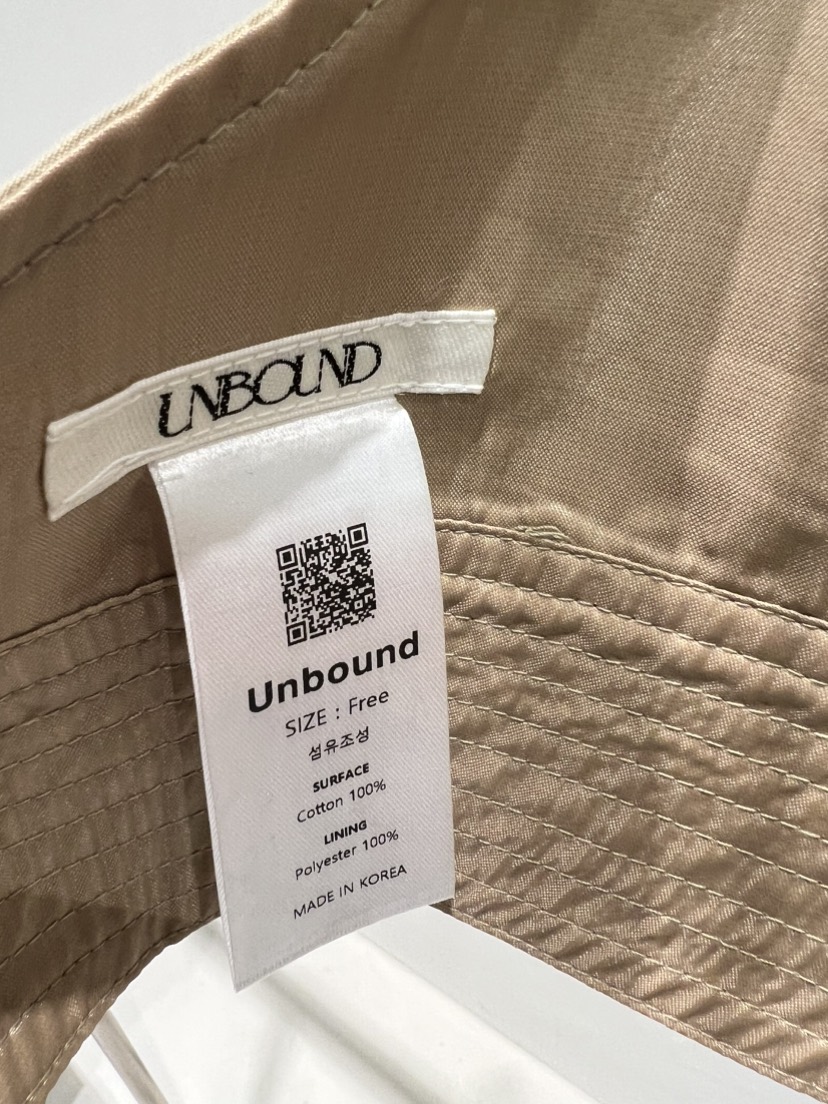 UNBOUND
Unbound
SIZE : Free
섬유조성
SURFACE
Cotton 100%
LINING
Polyester 100%
MADE IN KOREA